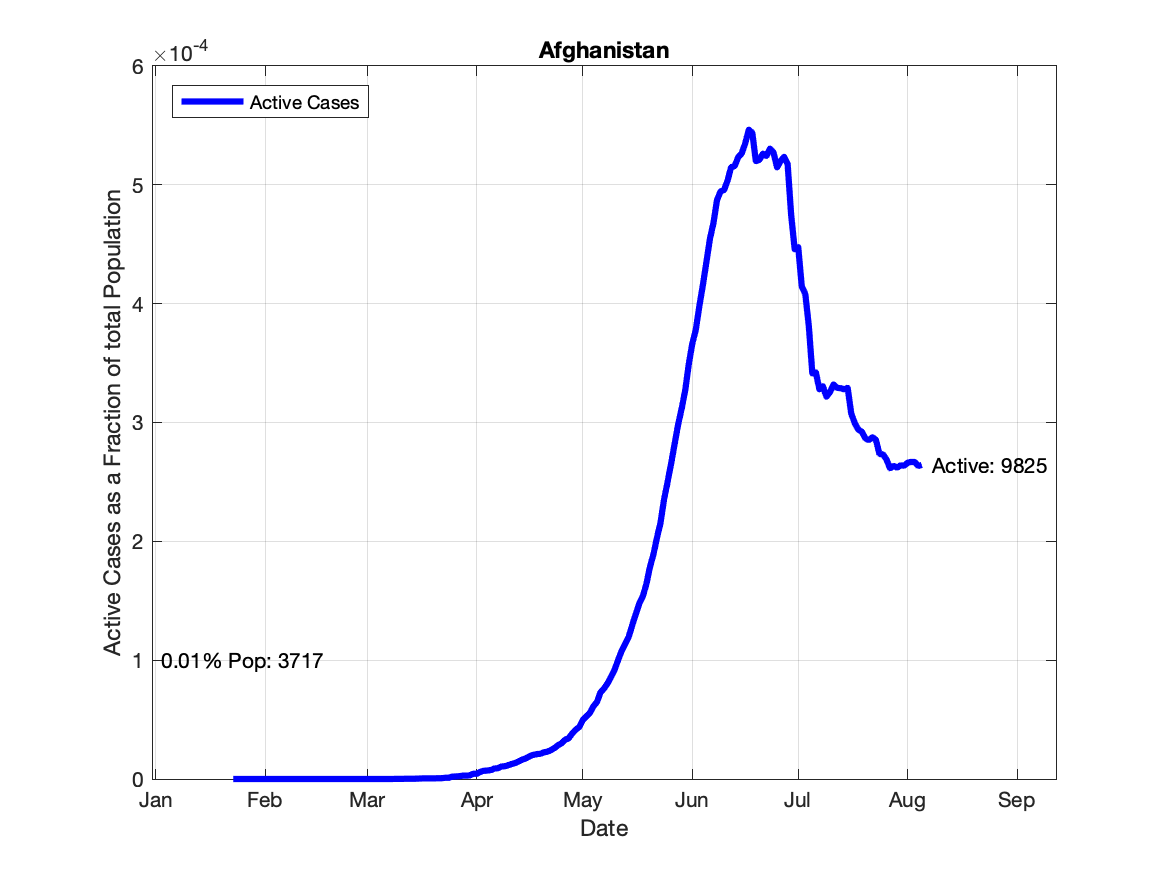 Afghanistan
×10-4
6
5
4
3
2
1
0
Active Cases
Active Cases as a Fraction of total Population
Active: 9825
0.01% Pop: 3717
Jan Feb Mar Apr May Jun Jul Aug Sep
Date